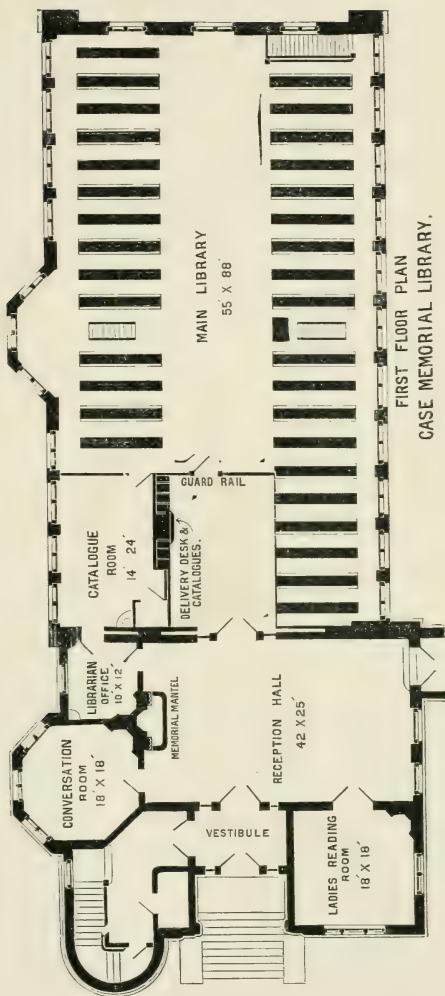 MAIN LIBRARY
55' X 88'
GUARD RAIL
CATALOGUE
ROOM
14' 24'
DELIVERY DESK &
CATALOGUES.
LIBRARIAN
OFFICE
10' X 12'
MEMORIAL MANTEL
CONVERSATION
ROOM
18' X 18'
RECEPTION HALL
42 X 25'
VESTIBULE
LADIES READING
ROOM
18' X 18'
FIRST FLOOR PLAN
CASE MEMORIAL LIBRARY.